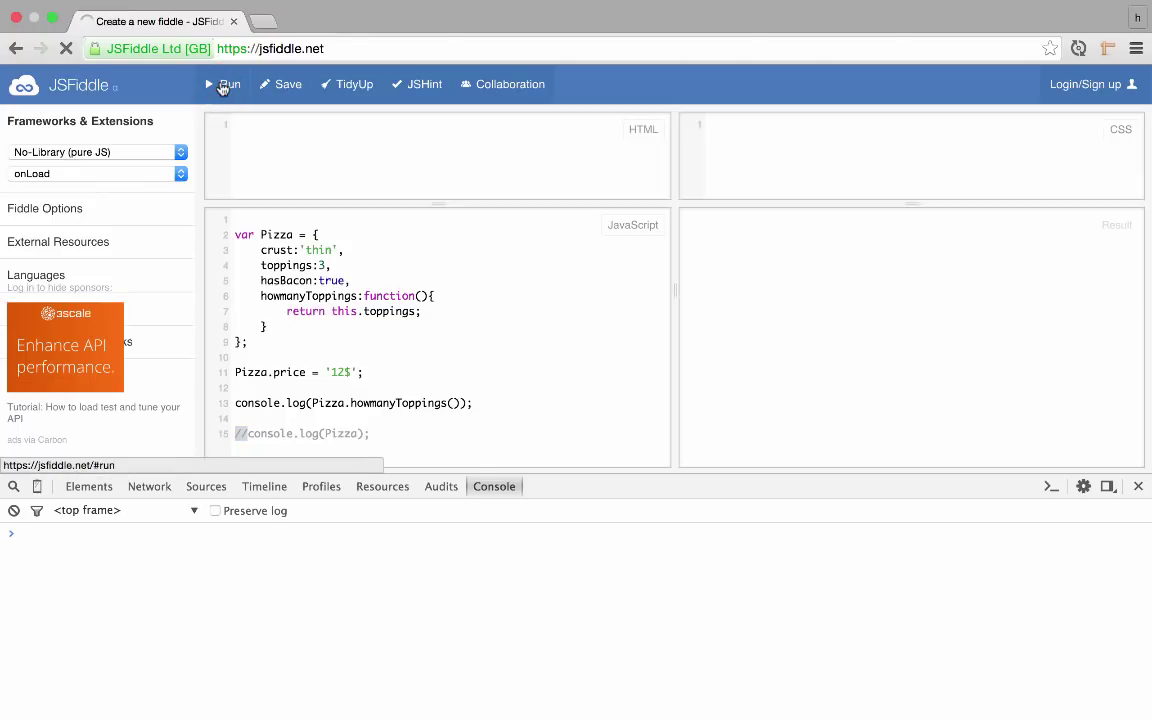 Create a new fiddle - JSFidd
h
JSFiddle Ltd [GB] https://jsfiddle.net
JSFiddle Run Save TidyUp JSHint Collaboration Login/Sign up
Frameworks & Extensions
No-Library (pure JS)
onLoad
Fiddle Options
External Resources
Languages
Log in to hide sponsors:
3scale
Enhance API
performance.
ks
Tutorial: How to load test and tune your
API
ads via Carbon
https://jsfiddle.net/#run
1 HTML
1 CSS
JavaScript
Result
1
2 var Pizza = {
3 crust:'thin',
4 toppings:3,
5 hasBacon:true,
6 howmanyToppings:function(){
7 return this.toppings;
8 }
9 };
10
11 Pizza.price = '12$';
12
13 console.log(Pizza.howmanyToppings());
14
15 //console.log(Pizza);
Elements Network Sources Timeline Profiles Resources Audits Console
<top frame> Preserve log
>